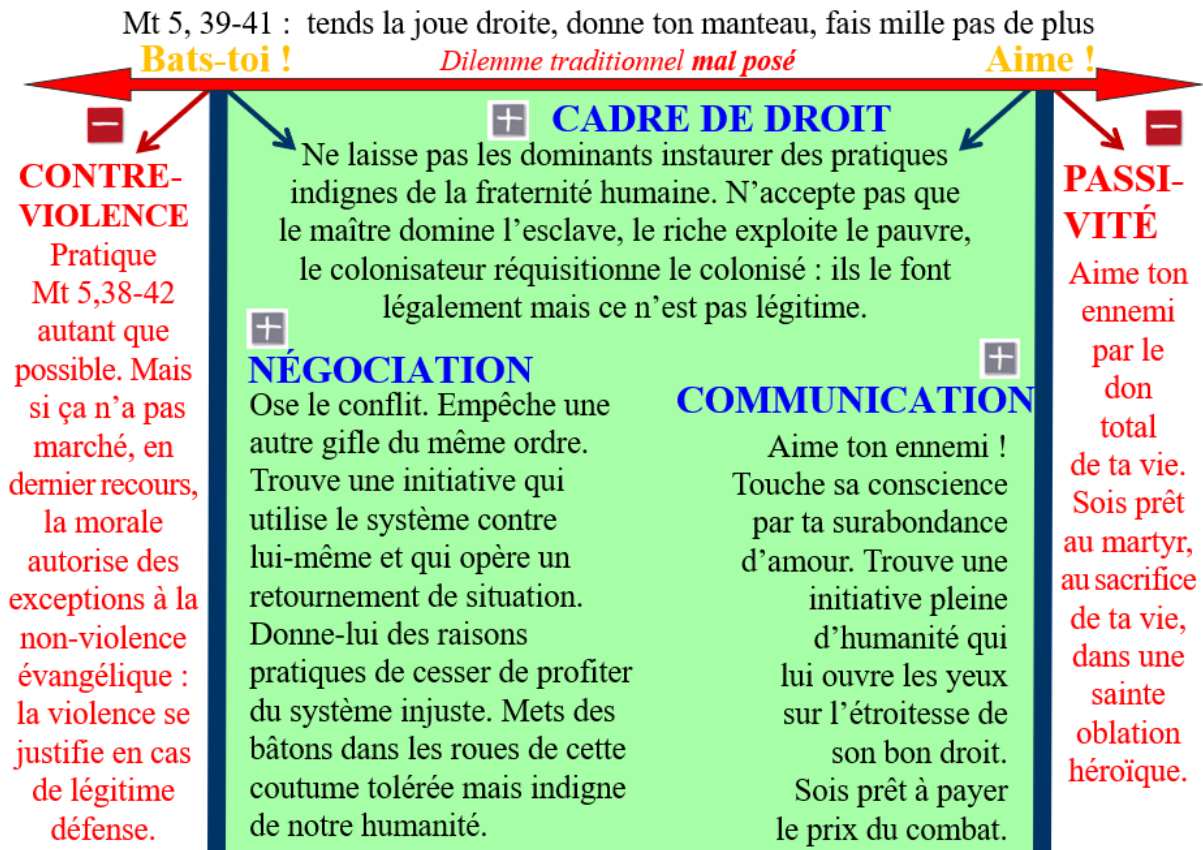 Mt 5, 39-41 : tends la joue droite, donne ton manteau, fais mille pas de plus
Bats-toi !
Dilemme traditionnel mal posé
Aime !
CONTRE-
VIOLENCE
Pratique
Mt 5,38-42
autant que
possible. Mais
si ça n’a pas
marché, en
dernier recours,
la morale
autorise des
exceptions à la
non-violence
évangélique :
la violence se
justifie en cas
de légitime
défense.
CADRE DE DROIT
Ne laisse pas les dominants instaurer des pratiques
indignes de la fraternité humaine. N’accepte pas que
le maître domine l’esclave, le riche exploite le pauvre,
le colonisateur réquisitionne le colonisé : ils le font
légalement mais ce n’est pas légitime.
NÉGOCIATION
Ose le conflit. Empêche une
autre gifle du même ordre.
Trouve une initiative qui
utilise le système contre
lui-même et qui opère un
retournement de situation.
Donne-lui des raisons
pratiques de cesser de profiter
du système injuste. Mets des
bâtons dans les roues de cette
coutume tolérée mais indigne
de notre humanité.
COMMUNICATION
Aime ton ennemi !
Touche sa conscience
par ta surabondance
d’amour. Trouve une
initiative pleine
d’humanité qui
lui ouvre les yeux
sur l’étroitesse de
son bon droit.
Sois prêt à payer
le prix du combat.
PASSI-
VITÉ
Aime ton
ennemi
par le
don
total
de ta vie.
Sois prêt
au martyr,
au sacrifice
de ta vie,
dans une
sainte
oblation
héroïque.